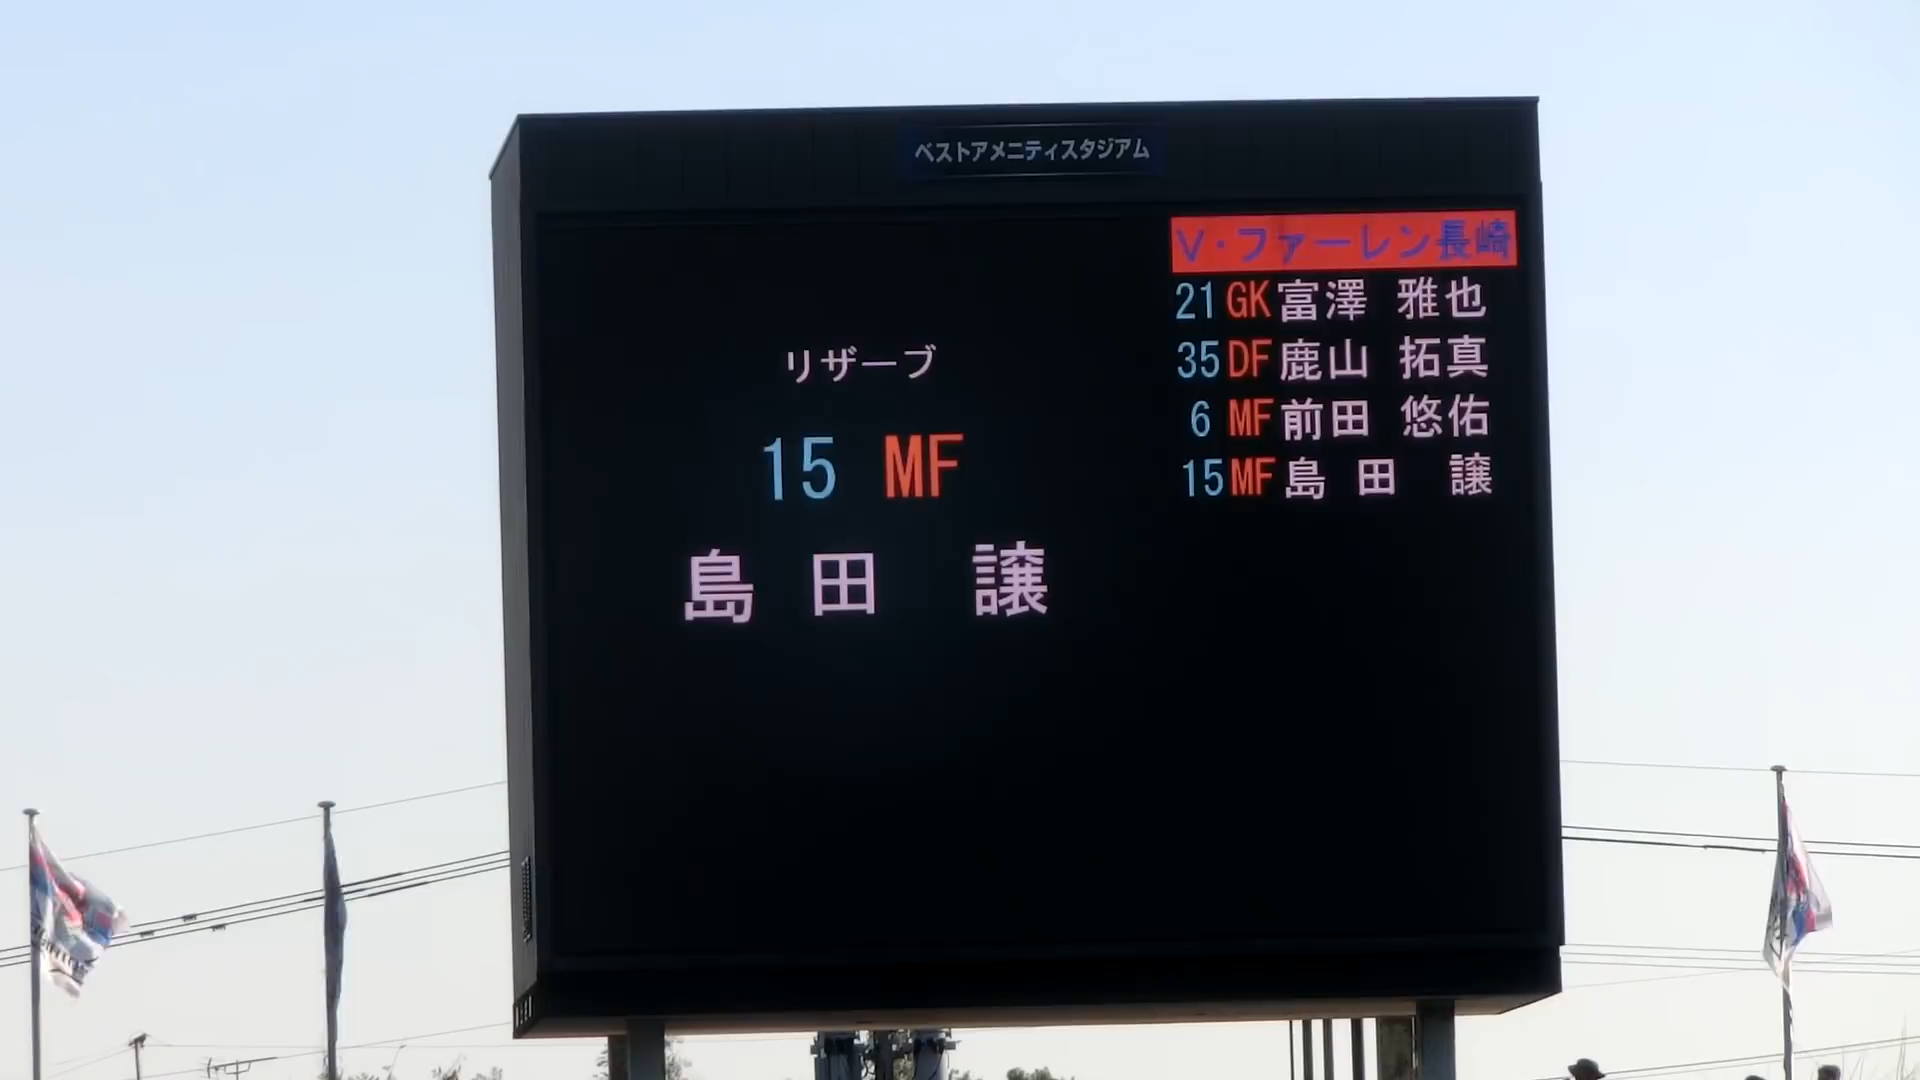 ベストアメニティスタジアム
リザーブ
15 MF
島田 譲
V・ファーレン長崎
21 GK 富澤 雅也
35 DF 鹿山 拓真
6 MF 前田 悠佑
15 MF 島田 譲